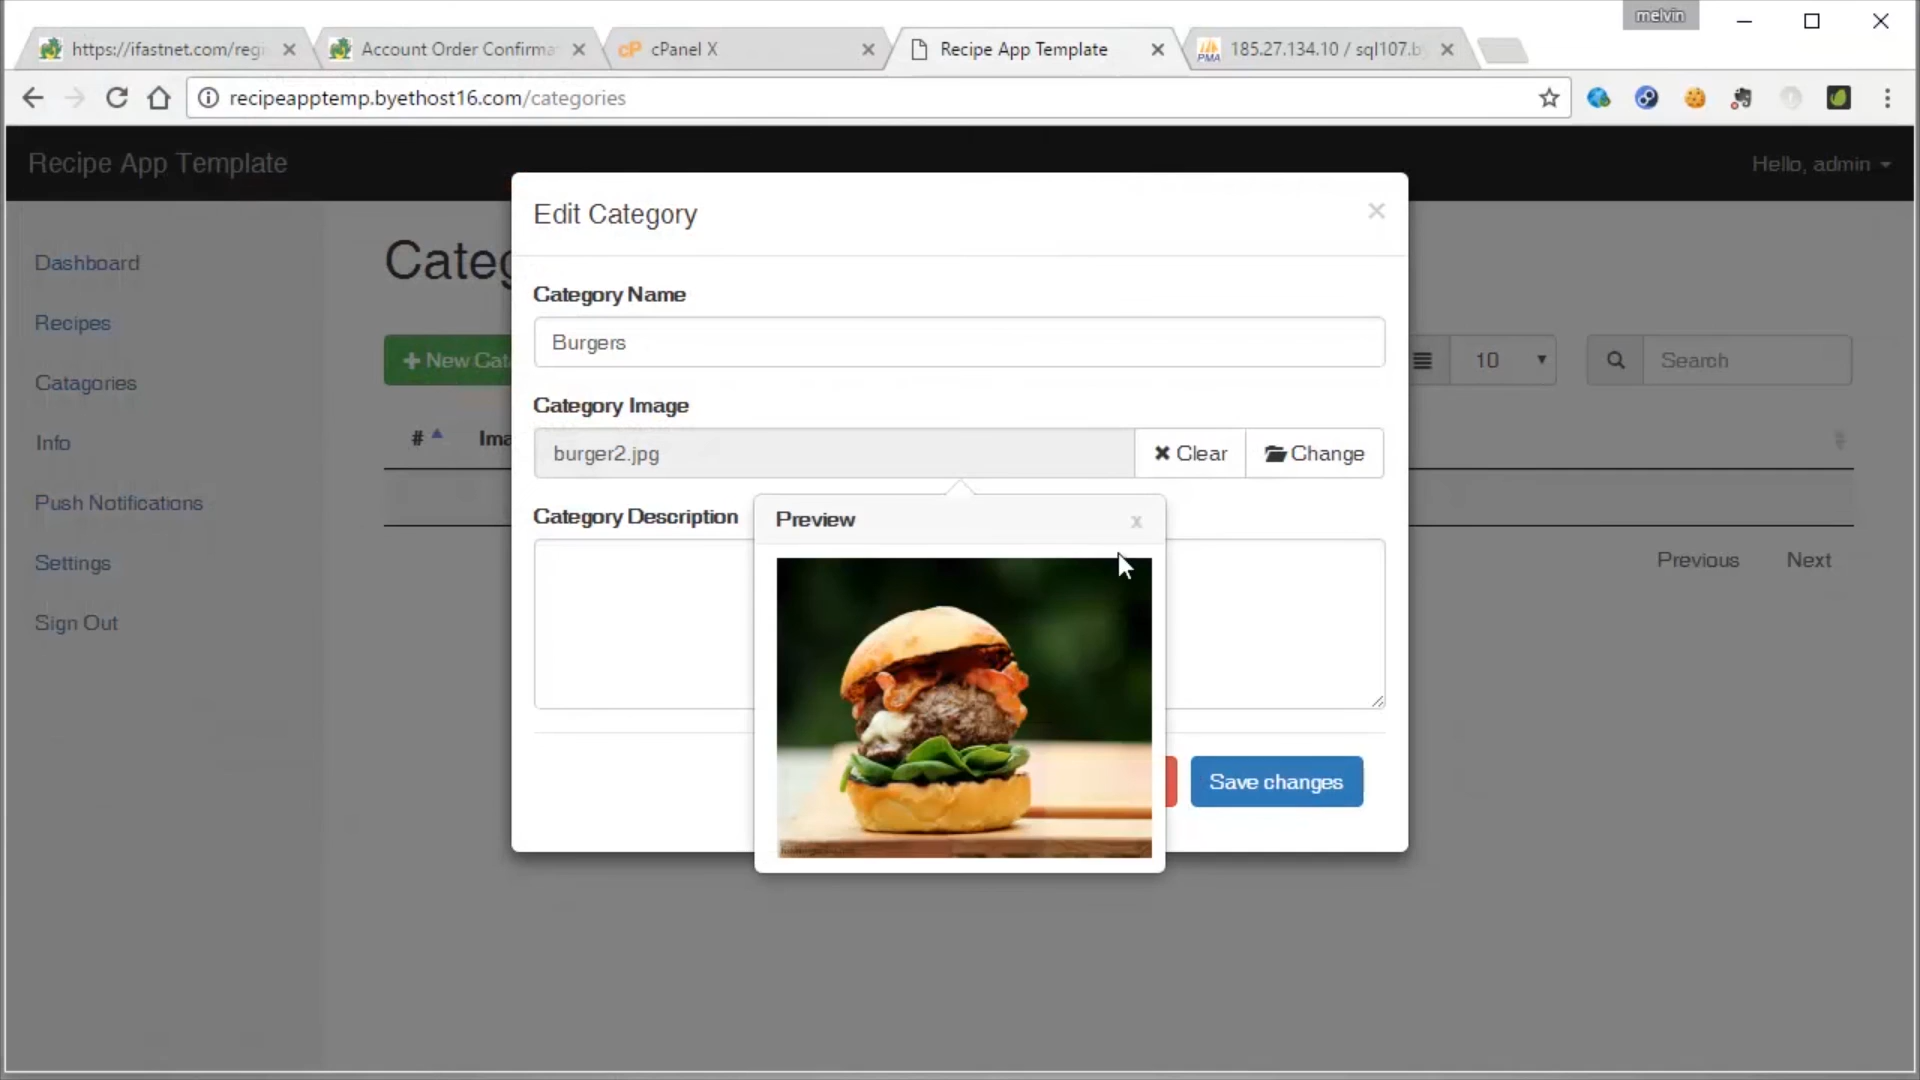 melvin
https://ifastnet.com/regi
Account Order Confirma
cP cPanel X
Recipe App Template
PMA 185.27.134.10 / sql107.b
recipeapptemp.byethost16.com/categories
Recipe App Template
Hello, admin
Dashboard
Recipes
Catagories
Info
Push Notifications
Settings
Sign Out
Categ
New Cat
10
Search
# Ima
Previous Next
Edit Category ×
Category Name
Burgers
Category Image
burger2.jpg
Clear
Change
Category Description
Preview x
Save changes